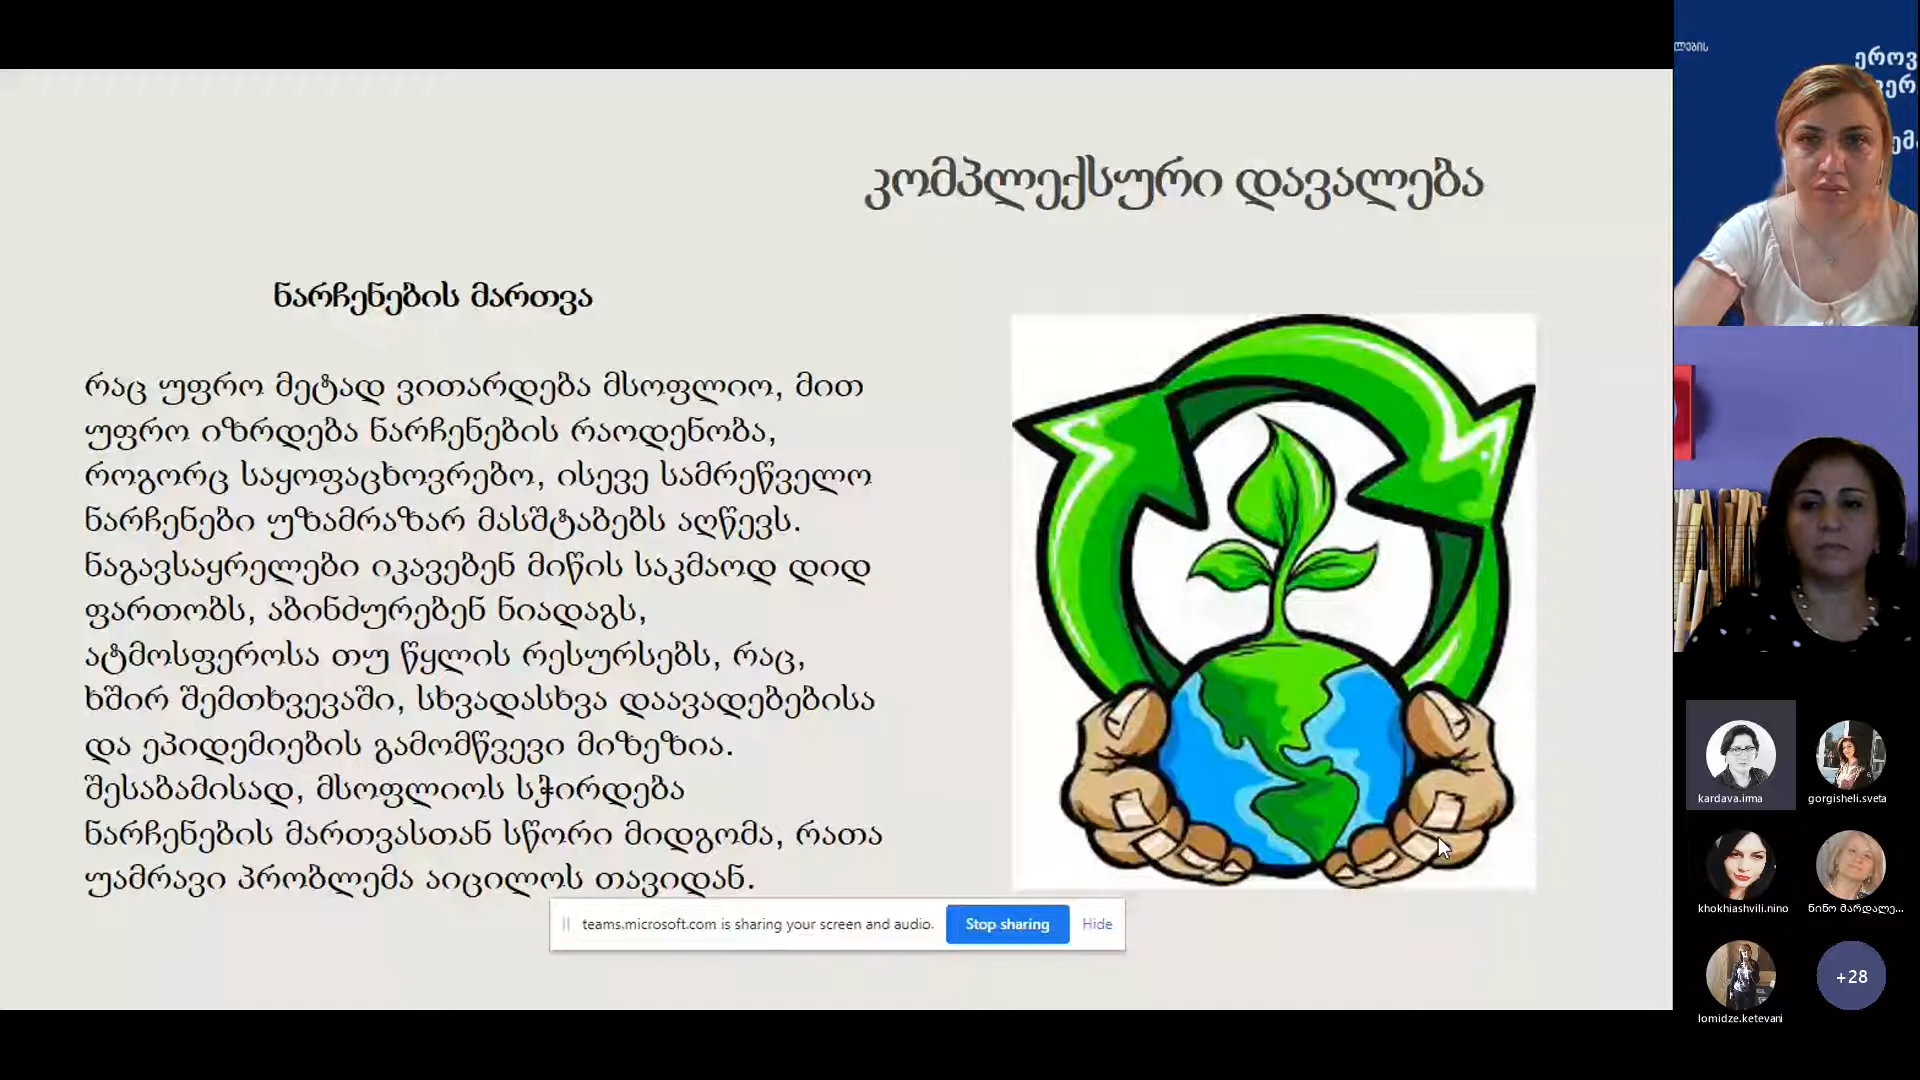 კომპლექსური დავალება
ნარჩენების მართვა
რაც უფრო მეტად ვითარდება მსოფლიო, მით
უფრო იზრდება ნარჩენების რაოდენობა,
როგორც საყოფაცხოვრებო, ისევე სამრეწველო
ნარჩენები უზამრაზარ მასშტაბებს აღწევს.
ნაგავსაყრელები იკავებენ მიწის საკმაოდ დიდ
ფართობს, აბინძურებენ ნიადაგს,
ატმოსფეროსა თუ წყლის რესურსებს, რაც,
ხშირ შემთხვევაში, სხვადასხვა დაავადებებისა
და ეპიდემიების გამომწვევი მიზეზია.
შესაბამისად, მსოფლიოს სჭირდება
ნარჩენების მართვასთან სწორი მიდგომა, რათა
უამრავი პრობლემა აიცილოს თავიდან.
teams.microsoft.com is sharing your screen and audio.
Stop sharing
Hide
ეროვ
kardava.irma
gorgisheli.sveta
khokhiashvili.nino
ნინო მარდალე...
lomidze.ketevani
+28